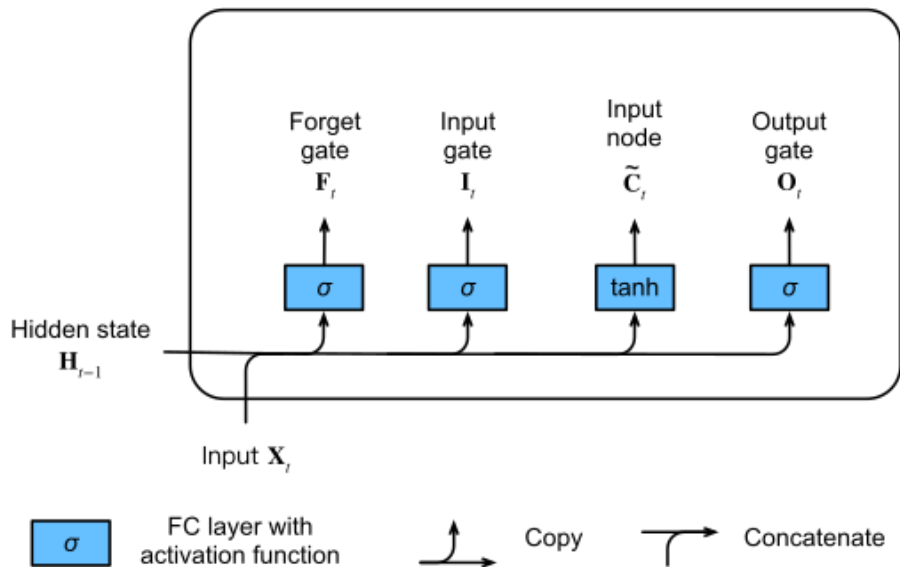 Forget
gate
F_t
Input
gate
I_t
Input
node
C̃_t
Output
gate
O_t
σ
σ
tanh
σ
Hidden state
H_{t−1}
Input X_t
σ
FC layer with
activation function
Copy
Concatenate